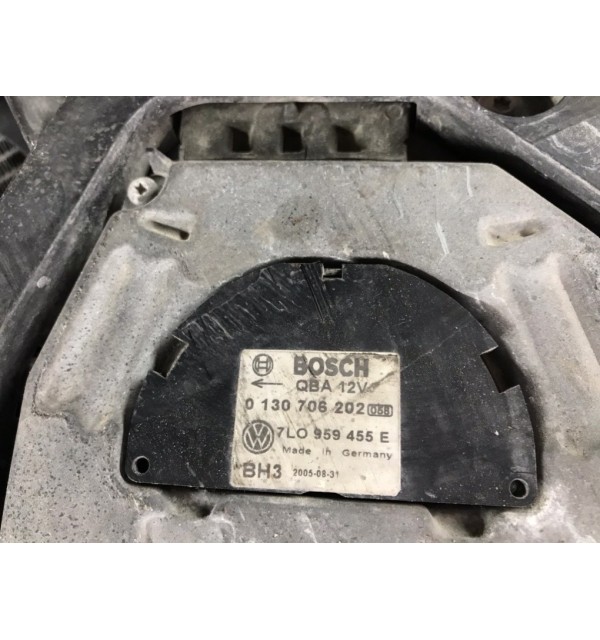 BOSCH
QBA 12V
0 130 706 202 058
7L0 959 455 E
Made in Germany
BH3 2005-08-31